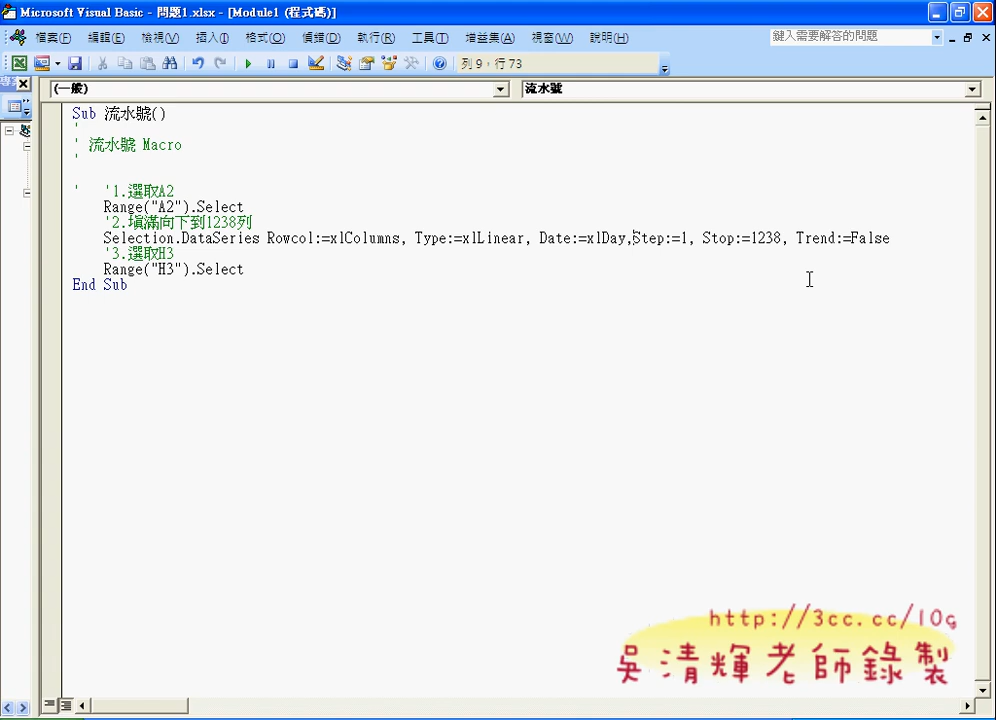 Microsoft Visual Basic - 問題1.xlsx - [Module1 (程式碼)]
檔案(F) 編輯(E) 檢視(V) 插入(I) 格式(O) 偵錯(D) 執行(R) 工具(T) 增益集(A) 視窗(W) 說明(H) 鍵入需要解答的問題
列 9，行 73
(一般) 流水號
Sub 流水號()
'
' 流水號 Macro
'
' '1.選取A2
Range("A2").Select
'2.填滿向下到1238列
Selection.DataSeries Rowcol:=xlColumns, Type:=xlLinear, Date:=xlDay,Step:=1, Stop:=1238, Trend:=False
'3.選取H3
Range("H3").Select
End Sub
http://3cc.cc/10g
吳清輝老師錄製